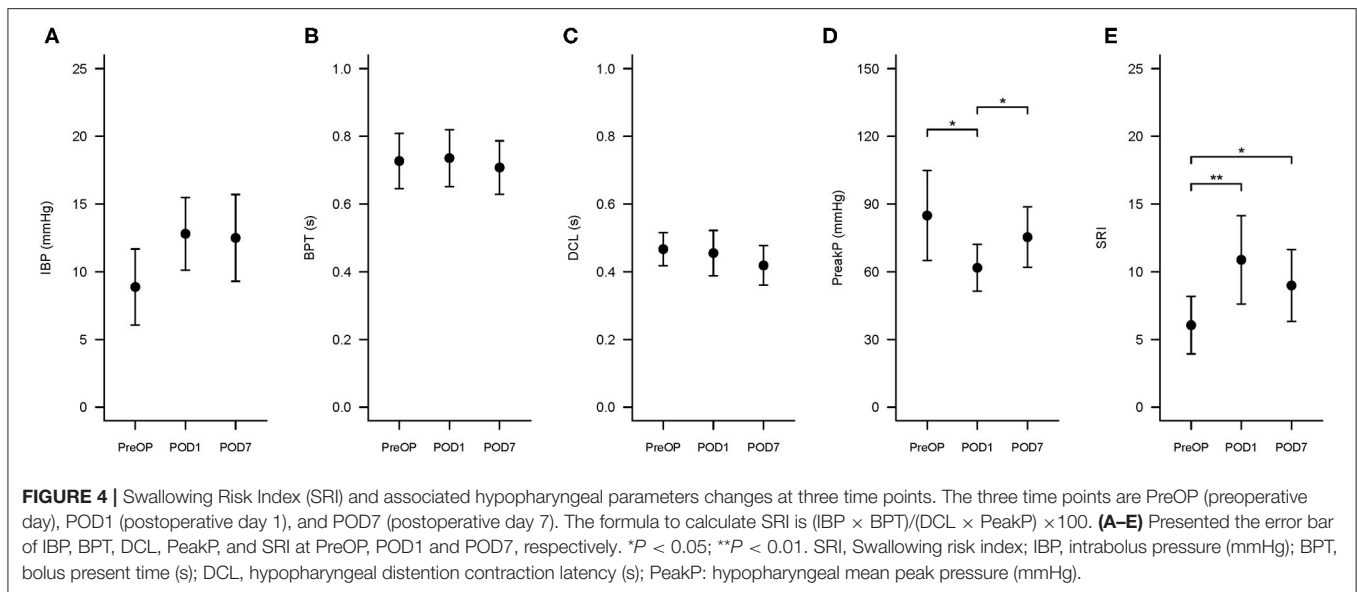 A
B
C
D
E
25
20
15
10
5
0
IBP (mmHg)
PreOP POD1 POD7
1.0
0.8
0.6
0.4
0.2
0.0
BPT (s)
PreOP POD1 POD7
1.0
0.8
0.6
0.4
0.2
0.0
DCL (s)
PreOP POD1 POD7
150
120
90
60
30
0
PreakP (mmHg)
*
*
PreOP POD1 POD7
25
20
15
10
5
0
SRI
*
**
PreOP POD1 POD7
FIGURE 4 | Swallowing Risk Index (SRI) and associated hypopharyngeal parameters changes at three time points. The three time points are PreOP (preoperative
day), POD1 (postoperative day 1), and POD7 (postoperative day 7). The formula to calculate SRI is (IBP × BPT)/(DCL × PeakP) ×100. (A–E) Presented the error bar
of IBP, BPT, DCL, PeakP, and SRI at PreOP, POD1 and POD7, respectively. *P < 0.05; **P < 0.01. SRI, Swallowing risk index; IBP, intrabolus pressure (mmHg); BPT,
bolus present time (s); DCL, hypopharyngeal distention contraction latency (s); PeakP: hypopharyngeal mean peak pressure (mmHg).